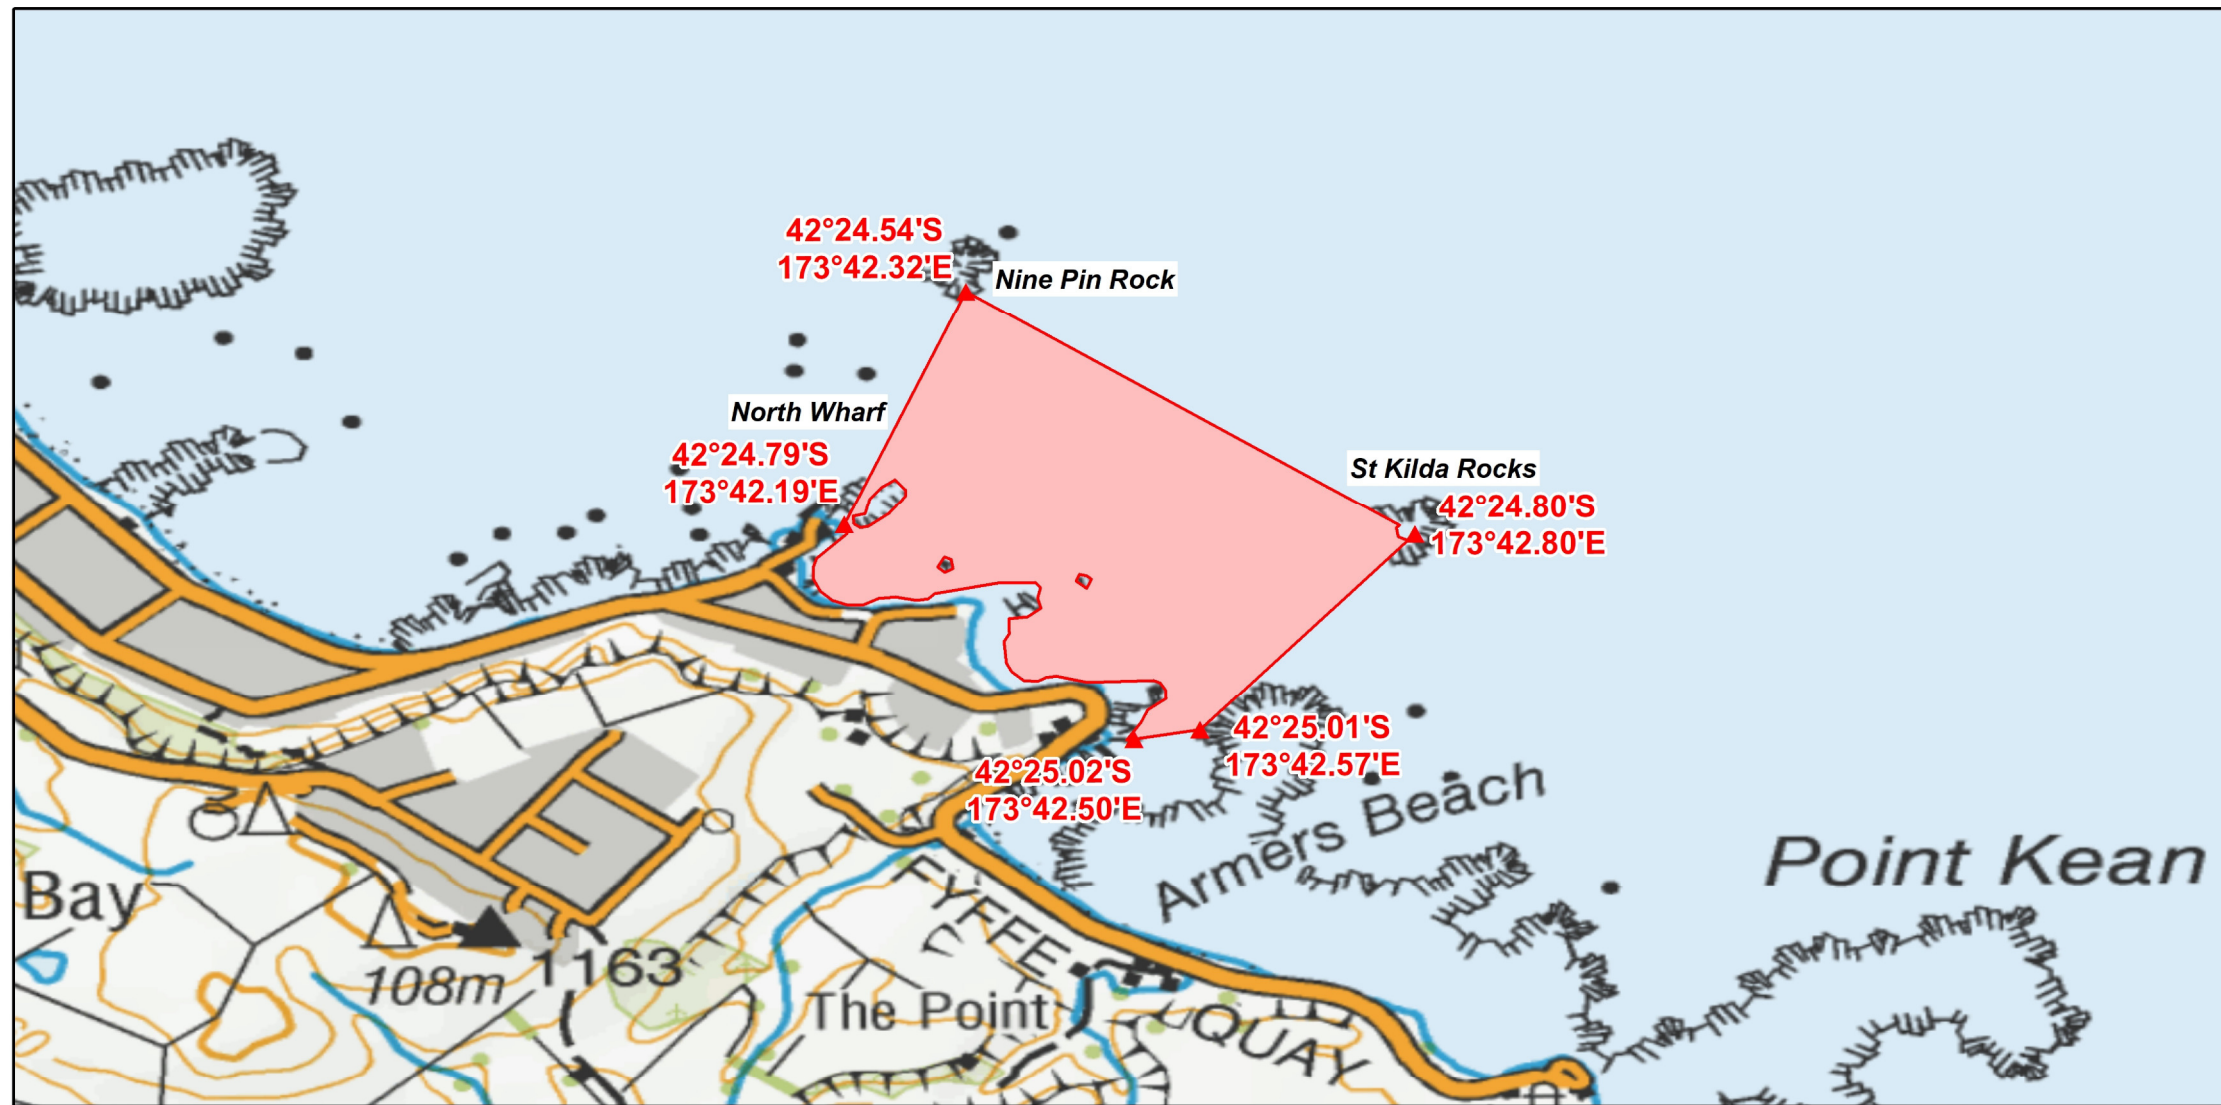 42°24.54'S
173°42.32'E
Nine Pin Rock
North Wharf
42°24.79'S
173°42.19'E
St Kilda Rocks
42°24.80'S
173°42.80'E
42°25.01'S
173°42.57'E
42°25.02'S
173°42.50'E
Armers Beach
Point Kean
Bay
FYFFE
QUAY
108m
1163
The Point